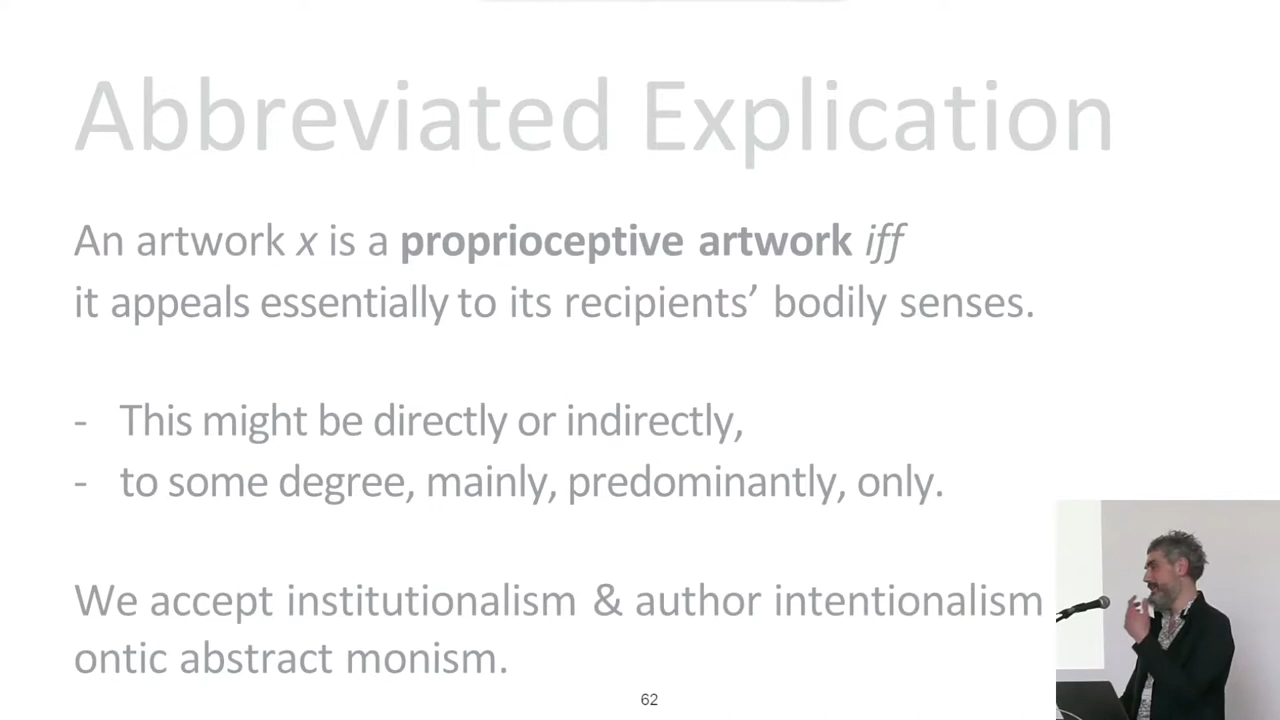 Abbreviated Explication
An artwork x is a proprioceptive artwork iff
it appeals essentially to its recipients’ bodily senses.
- This might be directly or indirectly,
- to some degree, mainly, predominantly, only.
We accept institutionalism & author intentionalism
ontic abstract monism.
62